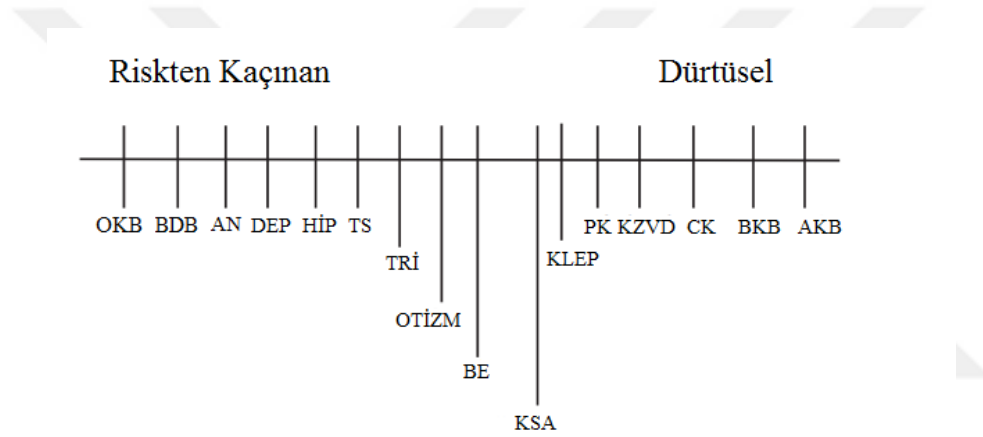 Riskten Kaçınan Dürtüsel
OKB BDB AN DEP HİP TS PK KZVD CK BKB AKB
TRİ KLEP
OTİZM
BE
KSA